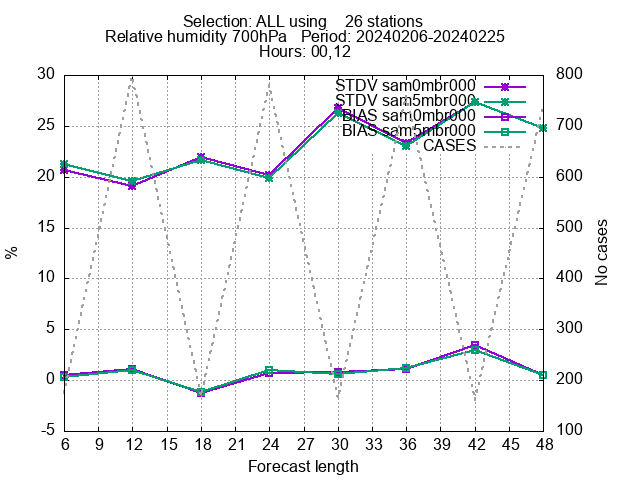 Selection: ALL using    26 stations
Relative humidity 700hPa   Period: 20240206-20240225
Hours: 00,12
STDV sam0mbr000
STDV sam5mbr000
BIAS sam0mbr000
BIAS sam5mbr000
CASES
30
25
20
15
10
5
0
-5
%
800
700
600
500
400
300
200
100
No cases
6 9 12 15 18 21 24 27 30 33 36 39 42 45 48
Forecast length